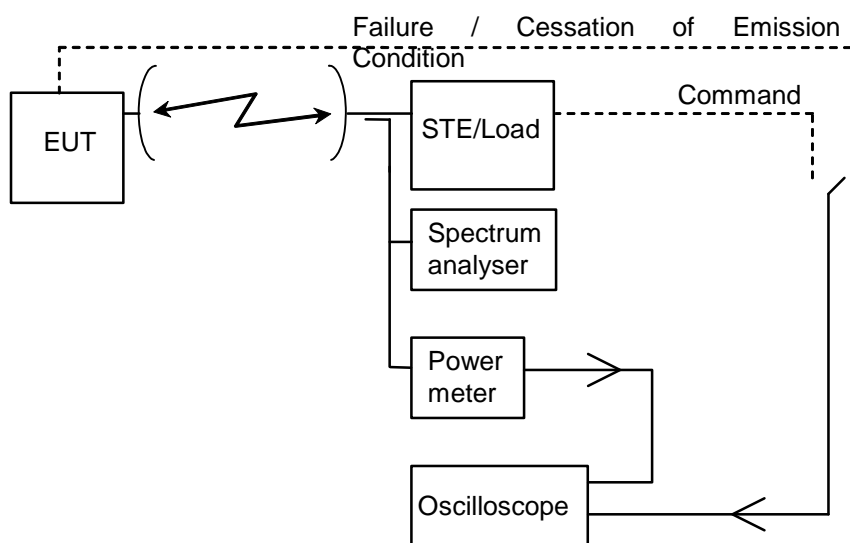 Failure / Cessation of Emission
Condition
Command
EUT
STE/Load
Spectrum
analyser
Power
meter
Oscilloscope